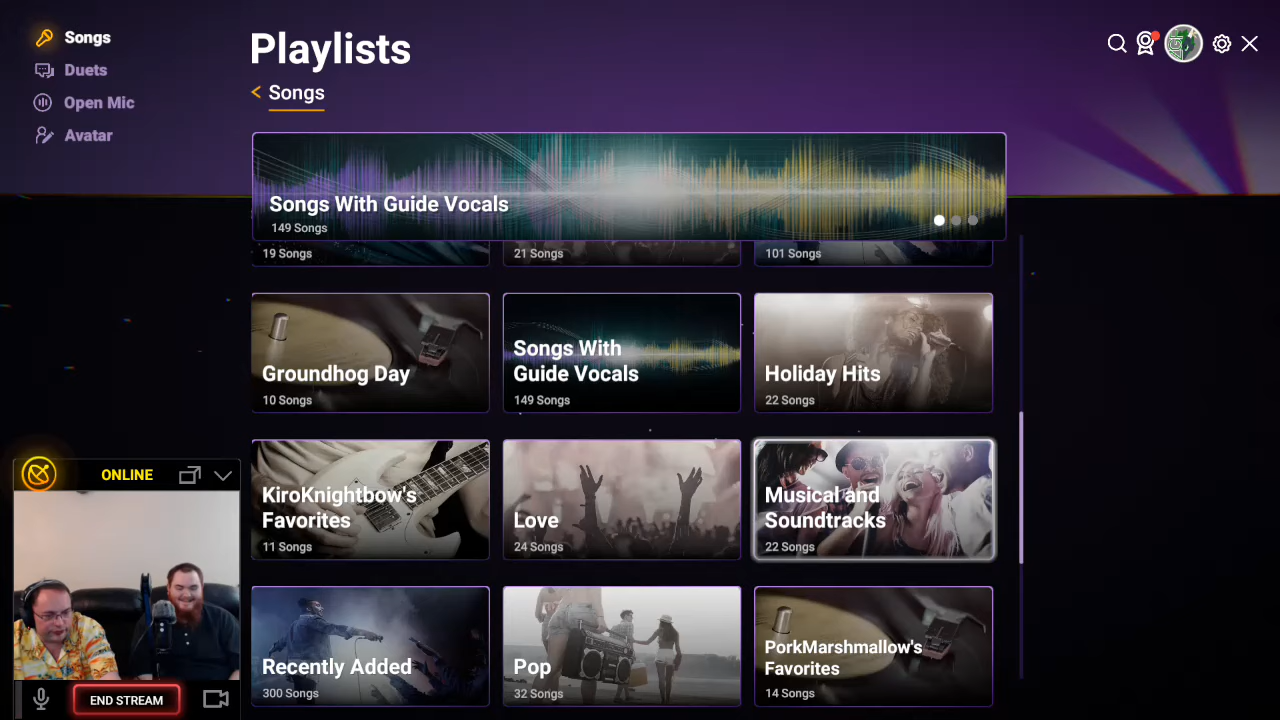 Songs
Duets
Open Mic
Avatar
Playlists
< Songs
Songs With Guide Vocals
149 Songs
19 Songs
21 Songs
101 Songs
Groundhog Day
10 Songs
Songs With
Guide Vocals
149 Songs
Holiday Hits
22 Songs
KiroKnightbow's
Favorites
11 Songs
Love
24 Songs
Musical and
Soundtracks
22 Songs
Recently Added
300 Songs
Pop
32 Songs
PorkMarshmallow's
Favorites
14 Songs
ONLINE
END STREAM